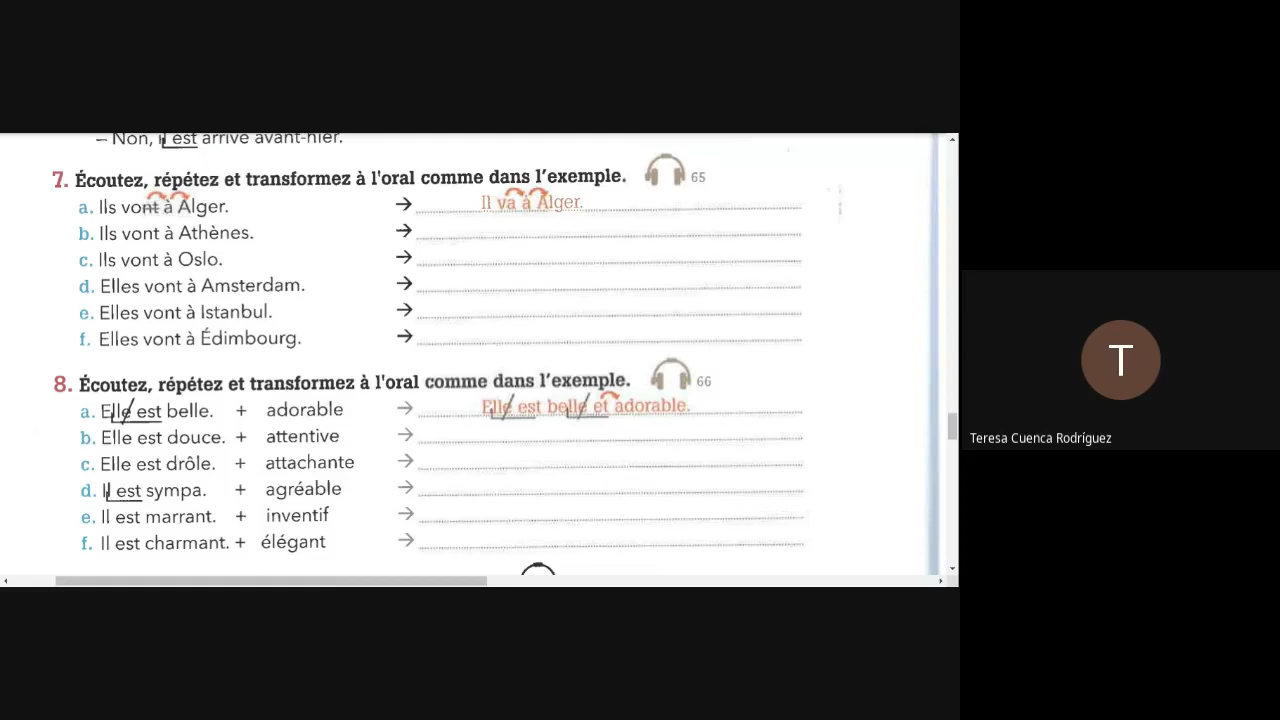 – Non, il est arrivé avant-hier.
7. Écoutez, répétez et transformez à l'oral comme dans l'exemple. 65
a. Ils vont à Alger. → Il va à Alger.
b. Ils vont à Athènes. →
c. Ils vont à Oslo. →
d. Elles vont à Amsterdam. →
e. Elles vont à Istanbul. →
f. Elles vont à Édimbourg. →
8. Écoutez, répétez et transformez à l'oral comme dans l'exemple. 66
a. Elle est belle. + adorable → Elle est belle et adorable.
b. Elle est douce. + attentive →
c. Elle est drôle. + attachante →
d. Il est sympa. + agréable →
e. Il est marrant. + inventif →
f. Il est charmant. + élégant →
T
Teresa Cuenca Rodríguez